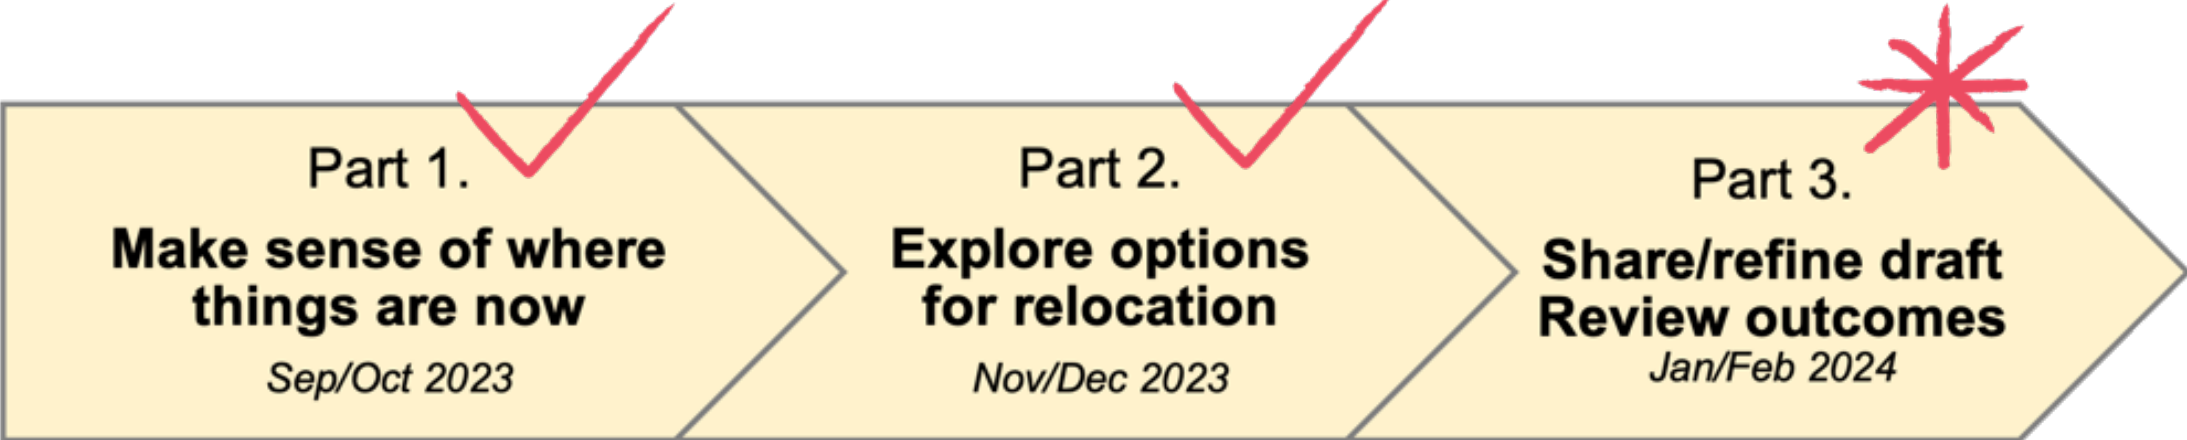 Part 1.
Make sense of where
things are now
Sep/Oct 2023
Part 2.
Explore options
for relocation
Nov/Dec 2023
Part 3.
Share/refine draft
Review outcomes
Jan/Feb 2024